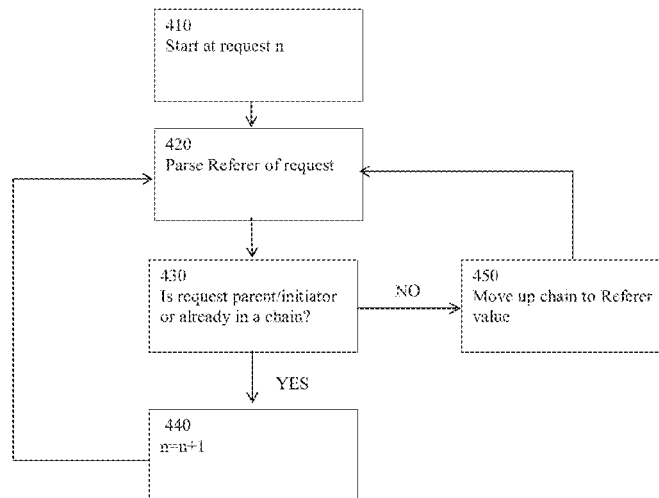 410
Start at request n
420
Parse Referer of request
430
Is request parent/initiator
or already in a chain?
NO
450
Move up chain to Referer
value
YES
440
n=n+1